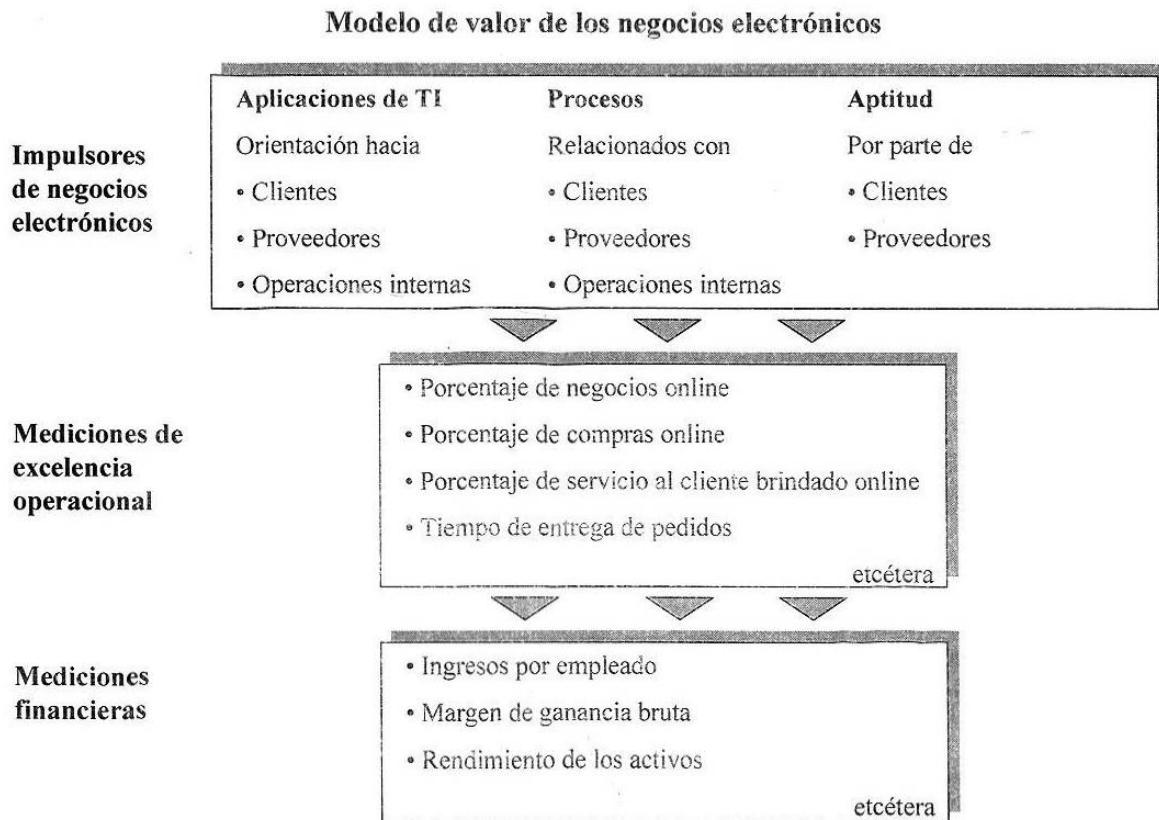 Modelo de valor de los negocios electrónicos
Impulsores
de negocios
electrónicos
Aplicaciones de TI
Orientación hacia
• Clientes
• Proveedores
• Operaciones internas
Procesos
Relacionados con
• Clientes
• Proveedores
• Operaciones internas
Aptitud
Por parte de
• Clientes
• Proveedores
Mediciones de
excelencia
operacional
• Porcentaje de negocios online
• Porcentaje de compras online
• Porcentaje de servicio al cliente brindado online
• Tiempo de entrega de pedidos
etcétera
Mediciones
financieras
• Ingresos por empleado
• Margen de ganancia bruta
• Rendimiento de los activos
etcétera